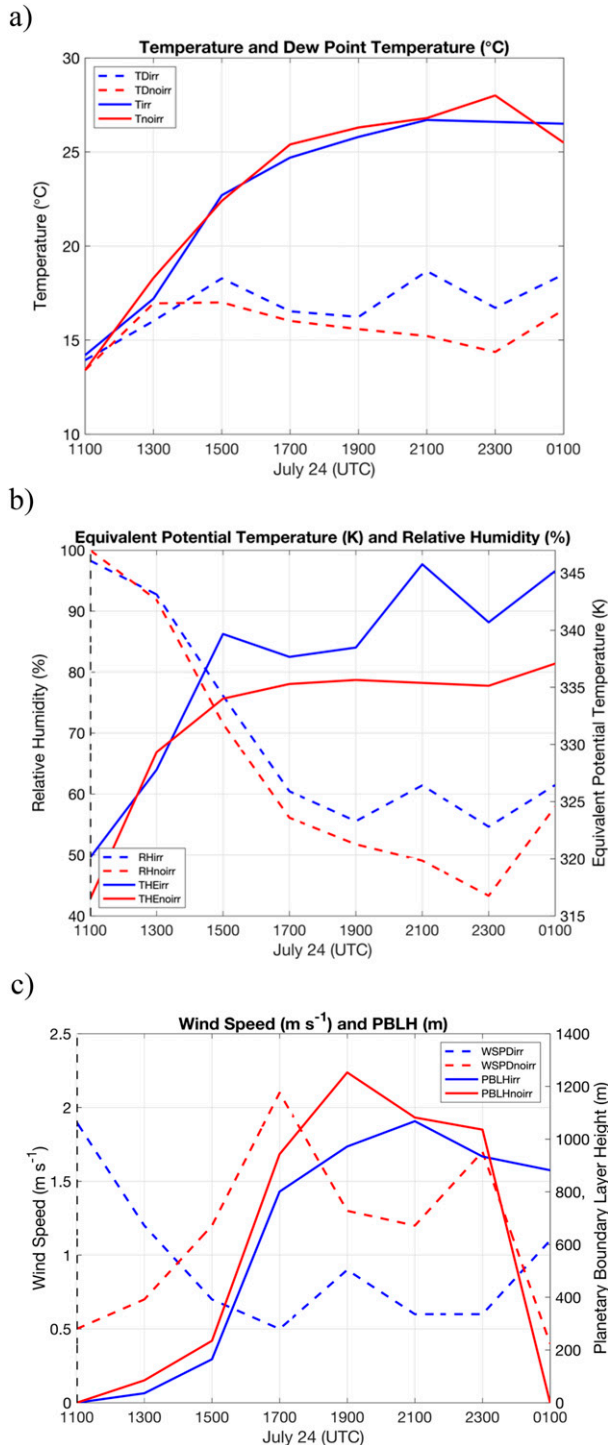 a)
Temperature and Dew Point Temperature (°C)
30
25
20
15
10
Temperature (°C)
TDirr
TDnoirr
Tirr
Tnoirr
1100 1300 1500 1700 1900 2100 2300 0100
July 24 (UTC)
b)
Equivalent Potential Temperature (K) and Relative Humidity (%)
100
90
80
70
60
50
40
Relative Humidity (%)
RHirr
RHnoirr
THEirr
THEnoirr
345
340
335
330
325
320
315
Equivalent Potential Temperature (K)
1100 1300 1500 1700 1900 2100 2300 0100
July 24 (UTC)
c)
Wind Speed (m s⁻¹) and PBLH (m)
2.5
2
1.5
1
0.5
0
Wind Speed (m s⁻¹)
WSPDirr
WSPDnoirr
PBLHirr
PBLHnoirr
1400
1200
1000
800
600
400
200
0
Planetary Boundary Layer Height (m)
1100 1300 1500 1700 1900 2100 2300 0100
July 24 (UTC)